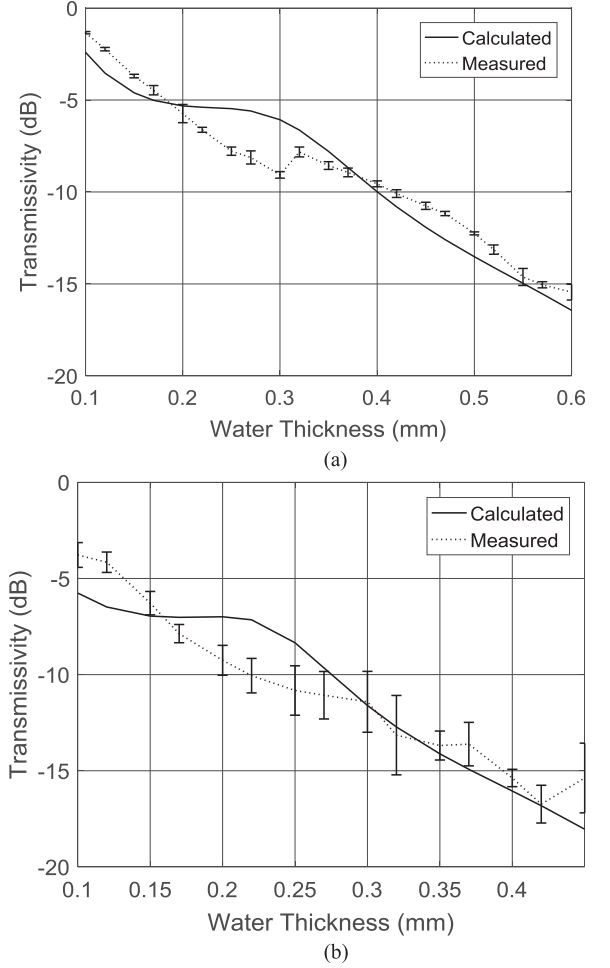 0
-5
-10
-15
-20
Transmissivity (dB)
Calculated
Measured
0.1 0.2 0.3 0.4 0.5 0.6
Water Thickness (mm)
(a)
0
-5
-10
-15
-20
Transmissivity (dB)
Calculated
Measured
0.1 0.15 0.2 0.25 0.3 0.35 0.4
Water Thickness (mm)
(b)